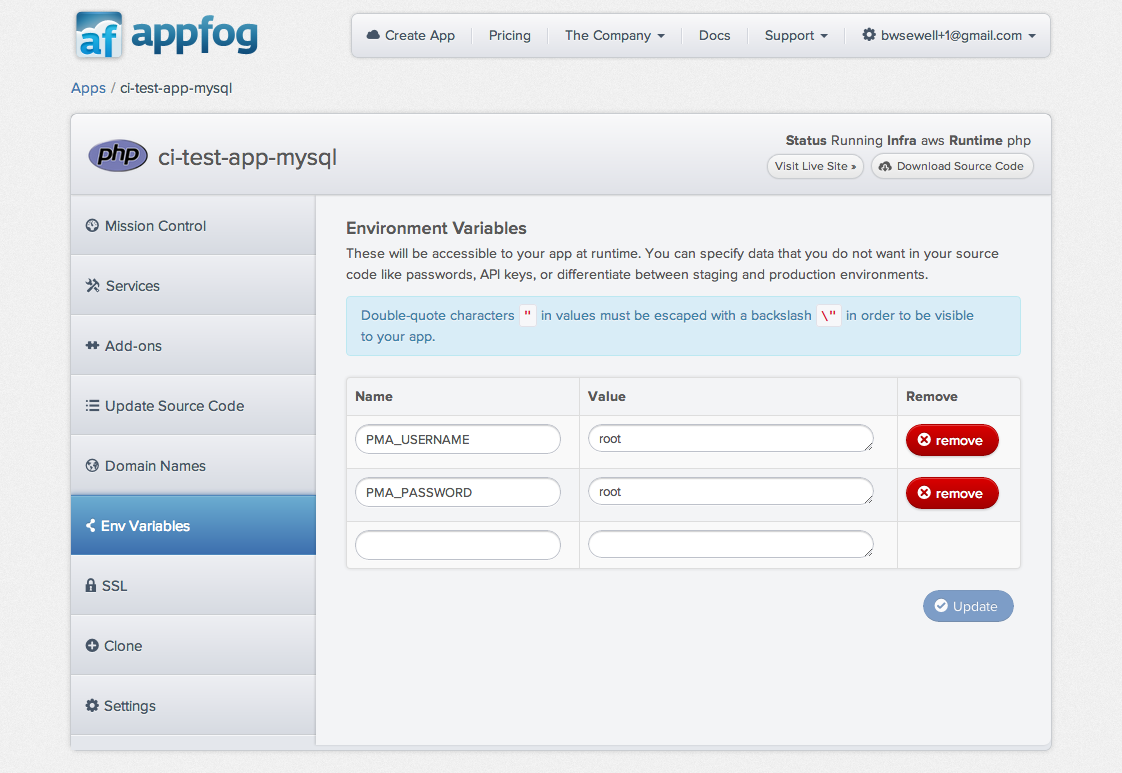 af appfog
Create App Pricing The Company Docs Support bwsewell+1@gmail.com
Apps / ci-test-app-mysql
php ci-test-app-mysql
Status Running Infra aws Runtime php
Visit Live Site » Download Source Code
Mission Control
Services
Add-ons
Update Source Code
Domain Names
Env Variables
SSL
Clone
Settings
Environment Variables
These will be accessible to your app at runtime. You can specify data that you do not want in your source
code like passwords, API keys, or differentiate between staging and production environments.
Double-quote characters " in values must be escaped with a backslash \" in order to be visible
to your app.
Name Value Remove
PMA_USERNAME root remove
PMA_PASSWORD root remove
Update